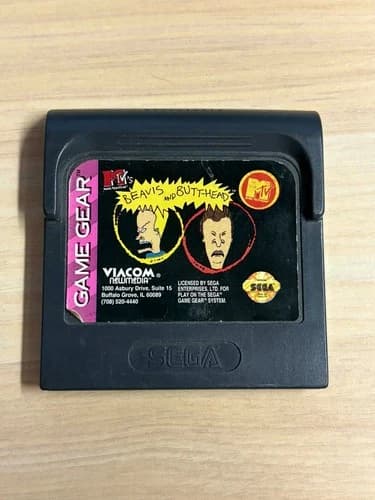 GAME GEAR
MTV's
BEAVIS AND BUTT-HEAD
MTV
VIACOM
newmedia
1000 Asbury Drive, Suite 15
Buffalo Grove, IL 60089
(708) 520-4440
LICENSED BY SEGA
ENTERPRISES, LTD. FOR
PLAY ON THE SEGA
GAME GEAR SYSTEM.
SEGA
SEGA